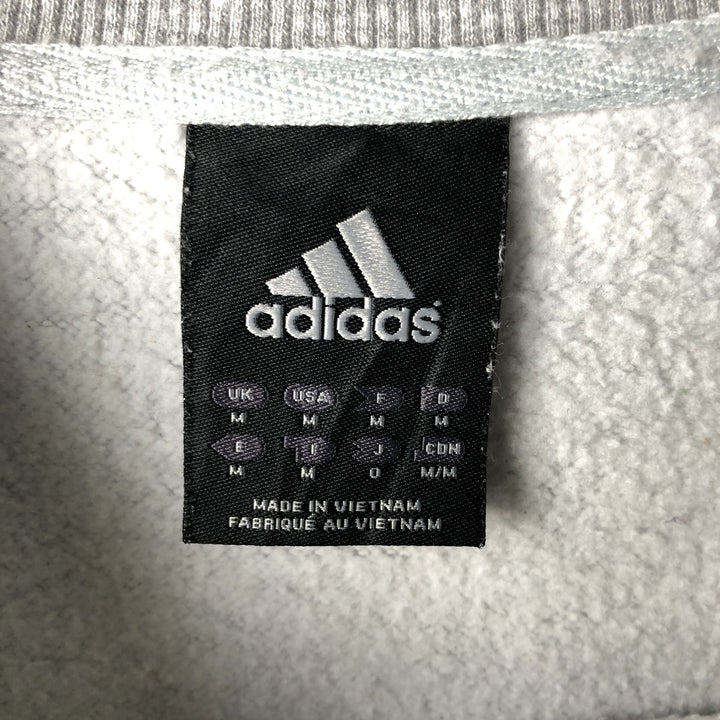 adidas
UK USA F D
M M M M
E I J CDN
M M O M/M
MADE IN VIETNAM
FABRIQUÉ AU VIETNAM